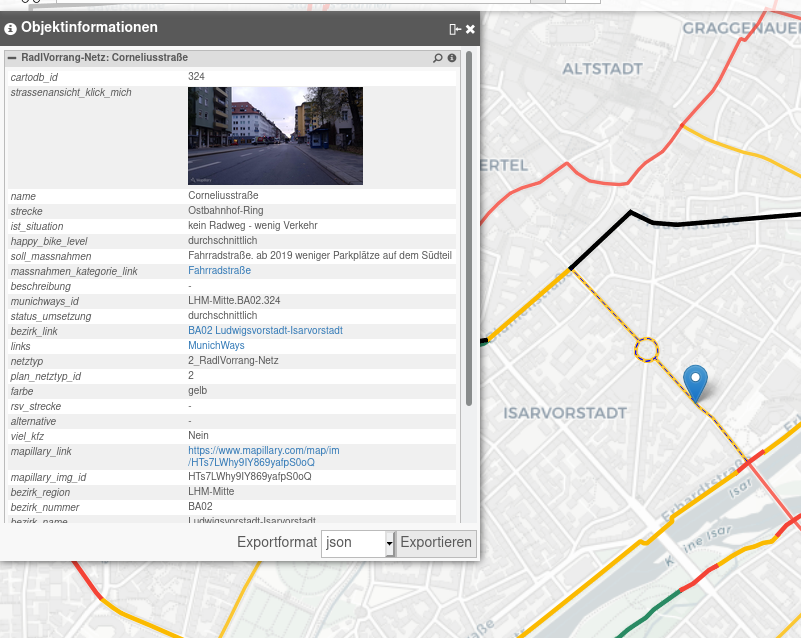 Objektinformationen
RadlVorrang-Netz: Corneliusstraße
cartodb_id 324
strassenansicht_klick_mich
name Corneliusstraße
strecke Ostbahnhof-Ring
ist_situation kein Radweg - wenig Verkehr
happy_bike_level durchschnittlich
soll_massnahmen Fahrradstraße. ab 2019 weniger Parkplätze auf dem Südteil
massnahmen_kategorie_link Fahrradstraße
beschreibung -
munichways_id LHM-Mitte.BA02.324
status_umsetzung durchschnittlich
bezirk_link BA02 Ludwigsvorstadt-Isarvorstadt
links MunichWays
netztyp 2_RadlVorrang-Netz
plan_netztyp_id 2
farbe gelb
rsv_strecke -
alternative -
viel_kfz Nein
mapillary_link https://www.mapillary.com/map/im
/HTs7LWhy9IY869yafpS0oQ
mapillary_img_id HTs7LWhy9IY869yafpS0oQ
bezirk_region LHM-Mitte
bezirk_nummer BA02
bezirk_name Ludwigsvorstadt-Isarvorstadt
Exportformat json Exportieren
GRAGGENAUER
ALTSTADT
ERTEL
Blumenstraße
ISARVORSTADT
Erhardtstraße
Isar
Kleine Isar